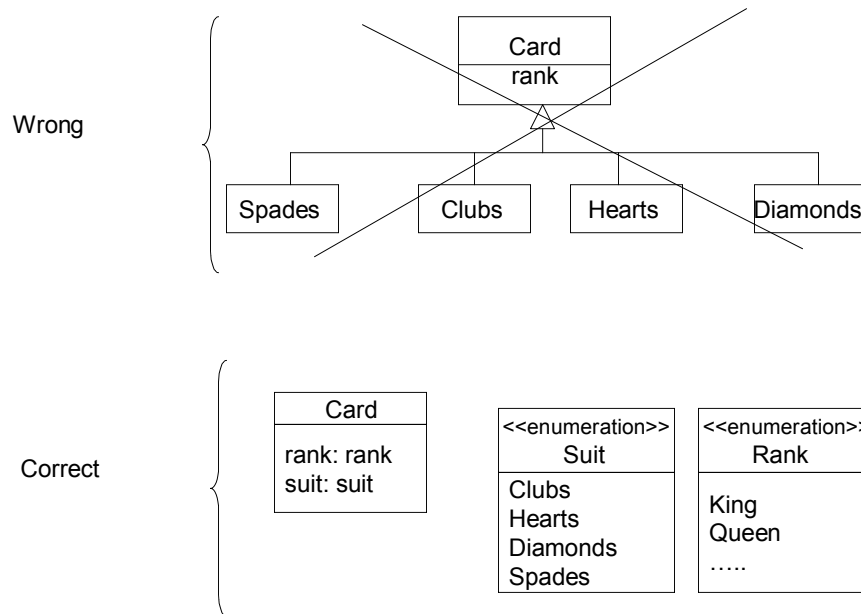 Wrong
Card
rank
Spades
Clubs
Hearts
Diamonds
Correct
Card
rank: rank
suit: suit
<<enumeration>>
Suit
Clubs
Hearts
Diamonds
Spades
<<enumeration>>
Rank
King
Queen
…..